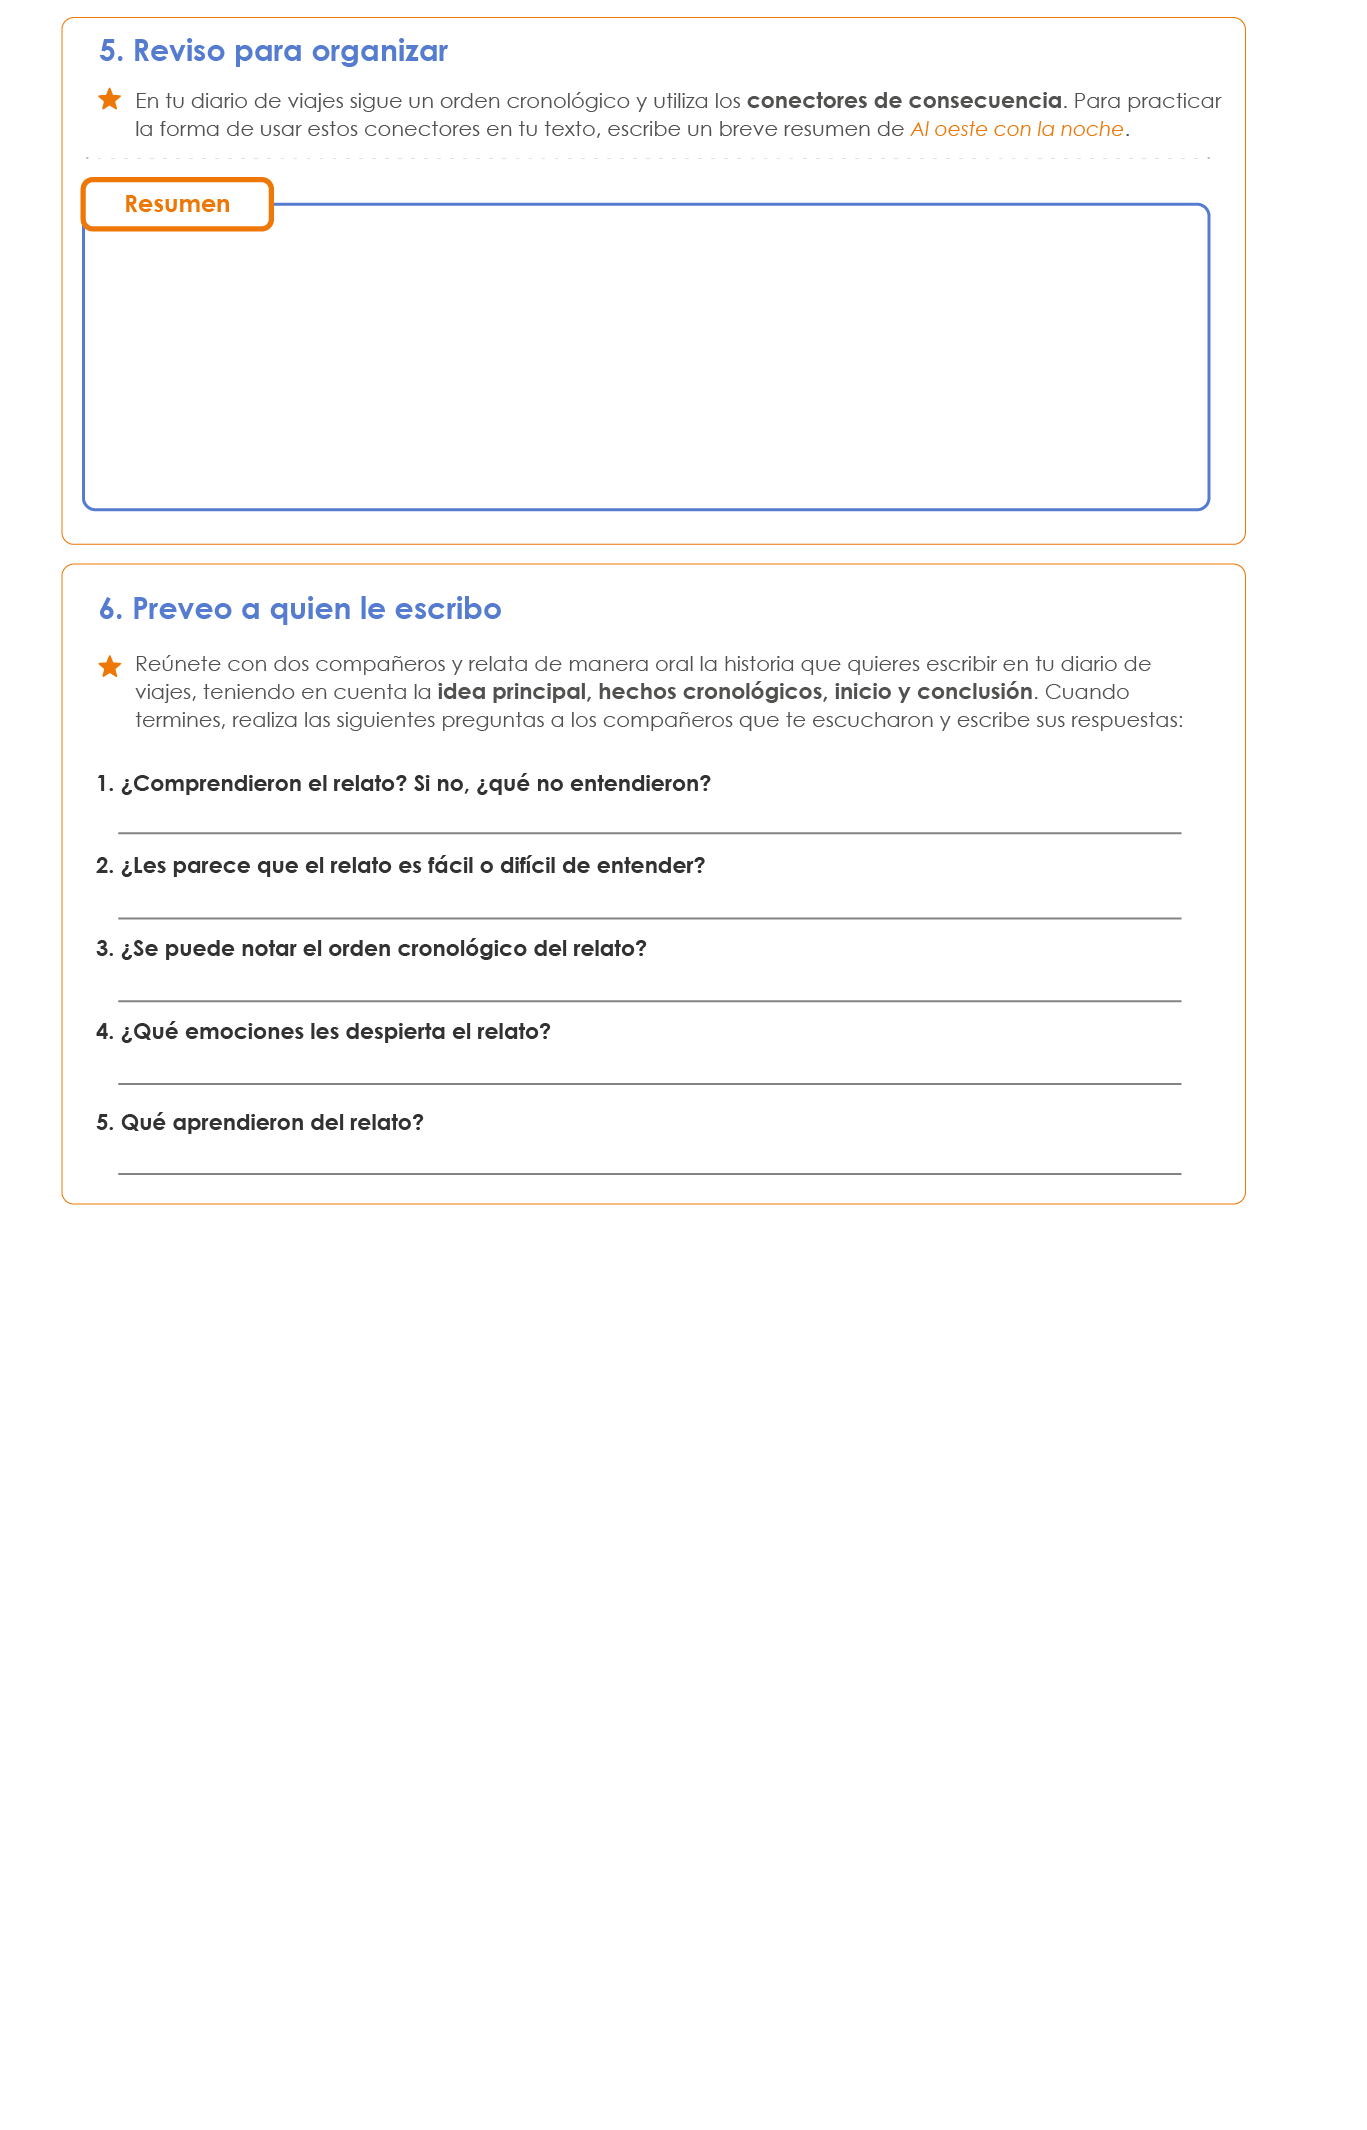 5. Reviso para organizar
En tu diario de viajes sigue un orden cronológico y utiliza los conectores de consecuencia. Para practicar
la forma de usar estos conectores en tu texto, escribe un breve resumen de Al oeste con la noche.
Resumen
6. Preveo a quien le escribo
Reúnete con dos compañeros y relata de manera oral la historia que quieres escribir en tu diario de
viajes, teniendo en cuenta la idea principal, hechos cronológicos, inicio y conclusión. Cuando
termines, realiza las siguientes preguntas a los compañeros que te escucharon y escribe sus respuestas:
1. ¿Comprendieron el relato? Si no, ¿qué no entendieron?
2. ¿Les parece que el relato es fácil o difícil de entender?
3. ¿Se puede notar el orden cronológico del relato?
4. ¿Qué emociones les despierta el relato?
5. Qué aprendieron del relato?